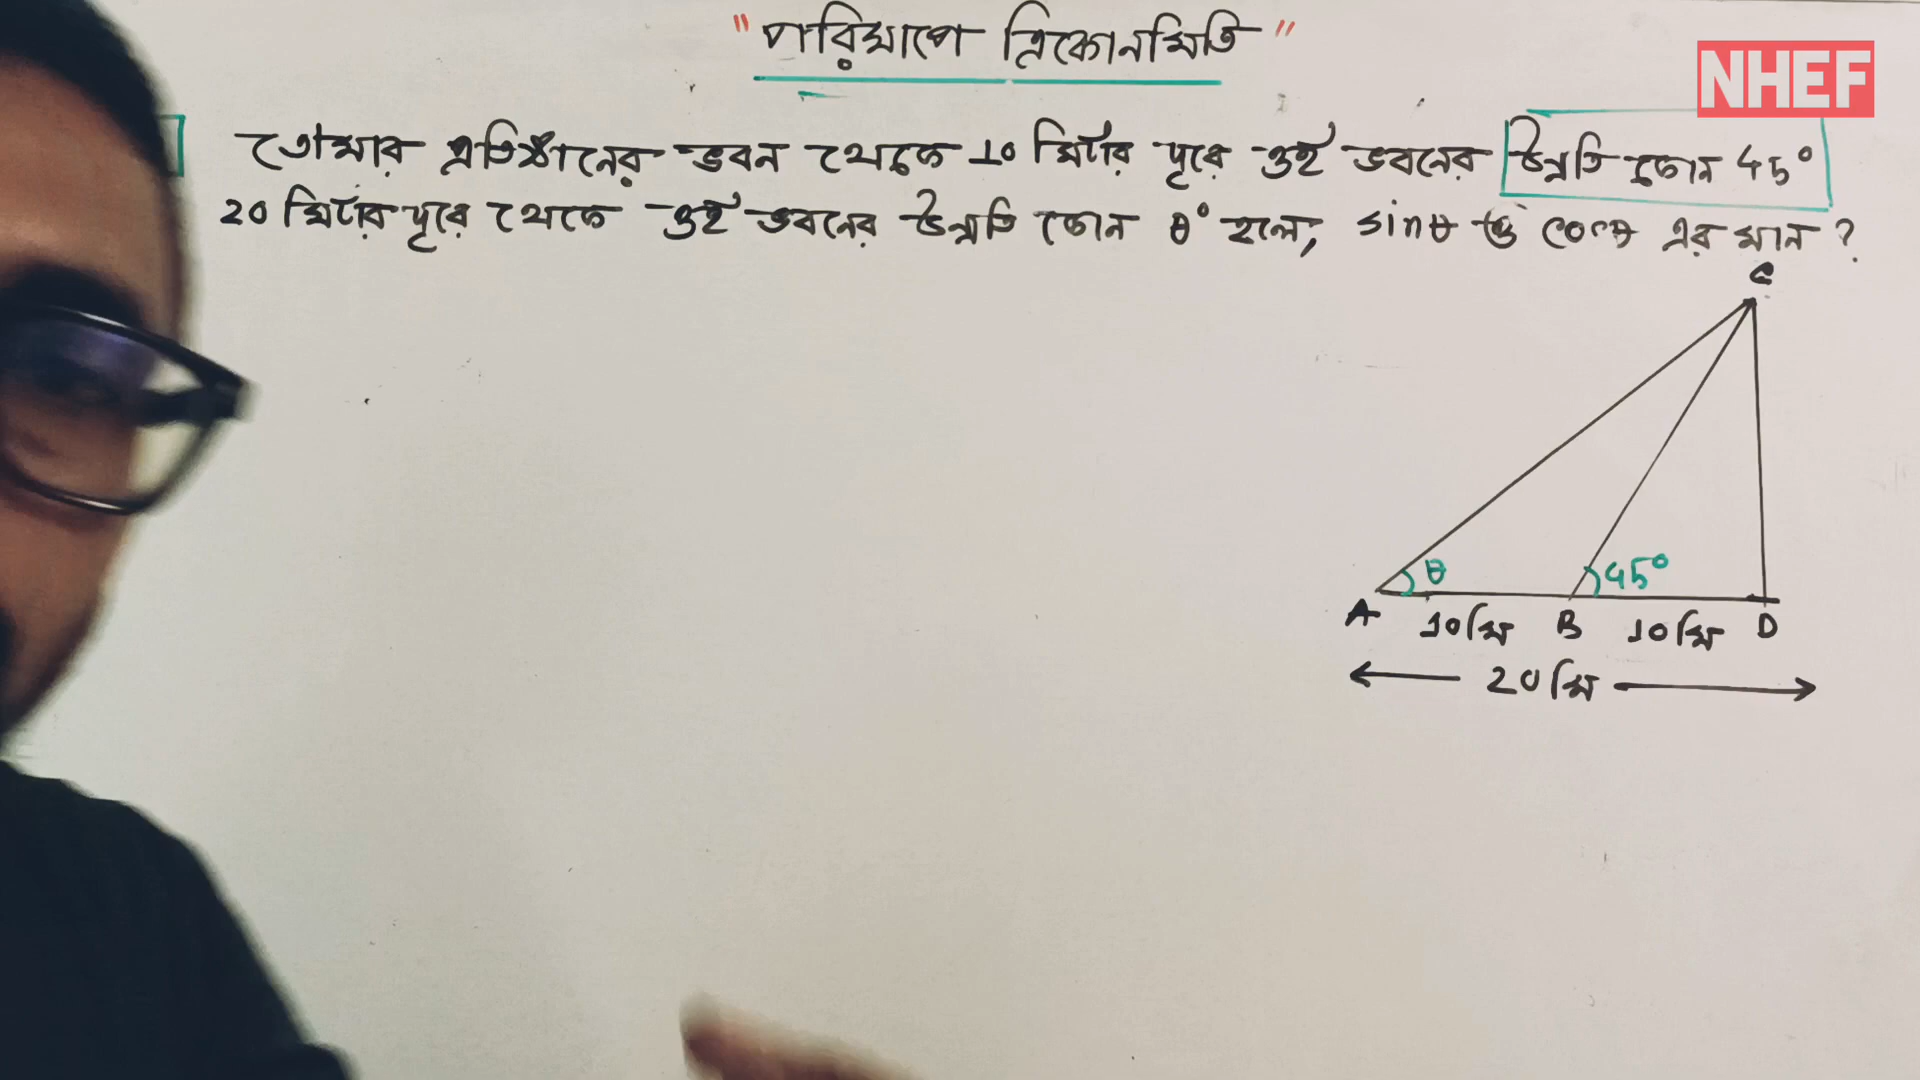 "পরিমাপে ত্রিকোনমিতি"
NHEF
তোমার প্রতিষ্ঠানের ভবন থেকে 10 মিটার দূরে ওই ভবনের উন্নতি কোন 45°
20 মিটার দূরে থেকে ওই ভবনের উন্নতি কোন θ° হলে, sinθ ও cosθ এর মান ?
C
θ
45°
A 10মি B 10মি D
20মি